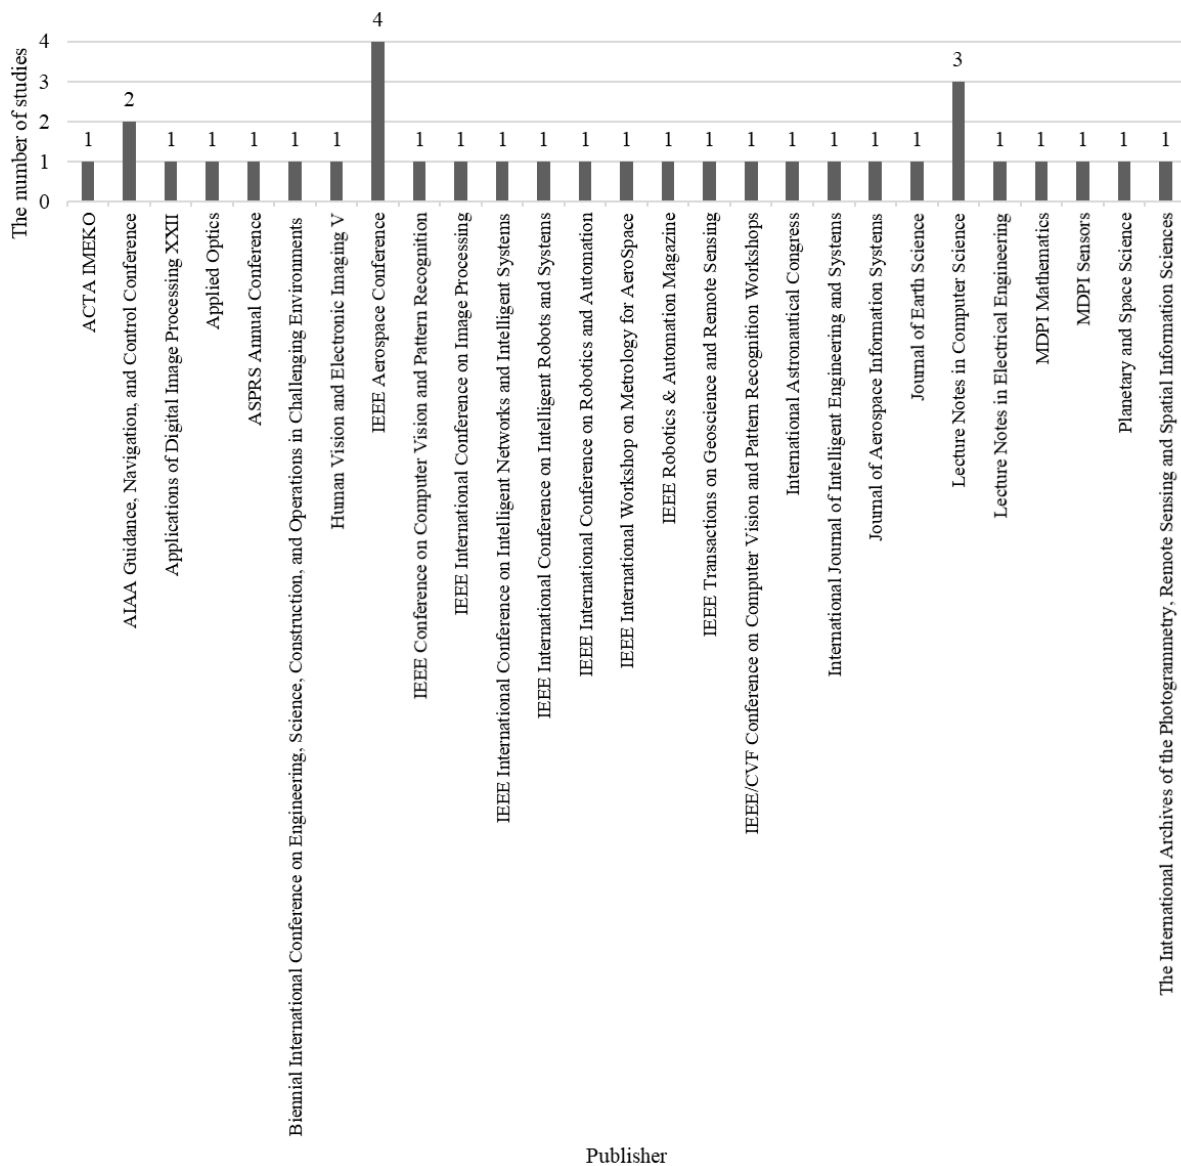 The number of studies
4
3
2
1
0
1
2
1
1
1
1
1
4
1
1
1
1
1
1
1
1
1
1
1
1
1
3
1
1
1
1
1
ACTA IMEKO
AIAA Guidance, Navigation, and Control Conference
Applications of Digital Image Processing XXII
Applied Optics
ASPRS Annual Conference
Biennial International Conference on Engineering, Science, Construction, and Operations in Challenging Environments
Human Vision and Electronic Imaging V
IEEE Aerospace Conference
IEEE Conference on Computer Vision and Pattern Recognition
IEEE International Conference on Image Processing
IEEE International Conference on Intelligent Networks and Intelligent Systems
IEEE International Conference on Intelligent Robots and Systems
IEEE International Conference on Robotics and Automation
IEEE International Workshop on Metrology for AeroSpace
IEEE Robotics & Automation Magazine
IEEE Transactions on Geoscience and Remote Sensing
IEEE/CVF Conference on Computer Vision and Pattern Recognition Workshops
International Astronautical Congress
International Journal of Intelligent Engineering and Systems
Journal of Aerospace Information Systems
Journal of Earth Science
Lecture Notes in Computer Science
Lecture Notes in Electrical Engineering
MDPI Mathematics
MDPI Sensors
Planetary and Space Science
The International Archives of the Photogrammetry, Remote Sensing and Spatial Information Sciences
Publisher